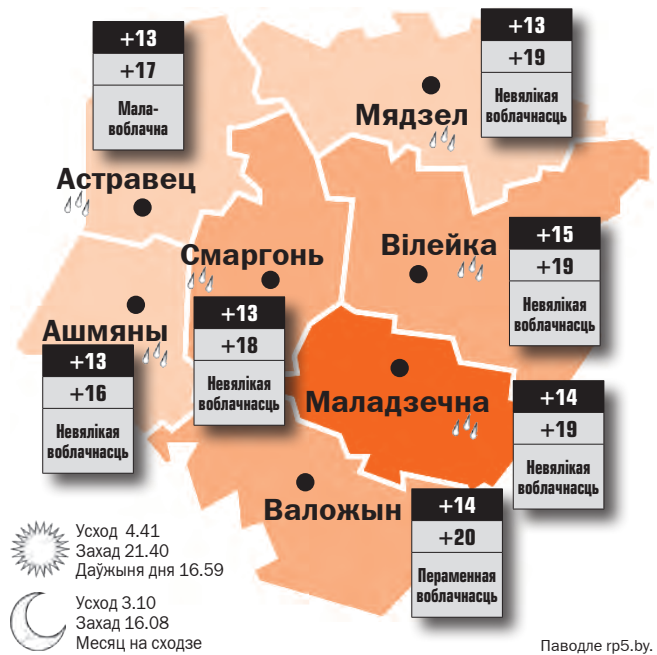 +13
+17
Мала-
воблачна
Астравец
+13
+19
Невялікая
воблачнасць
Мядзел
Смаргонь
+13
+18
Невялікая
воблачнасць
Вілейка
+15
+19
Невялікая
воблачнасць
Ашмяны
+13
+16
Невялікая
воблачнасць
Маладзечна
+14
+19
Невялікая
воблачнасць
Валожын
+14
+20
Пераменная
воблачнасць
Усход 4.41
Захад 21.40
Даўжыня дня 16.59
Усход 3.10
Захад 16.08
Месяц на сходзе
Паводле rp5.by.